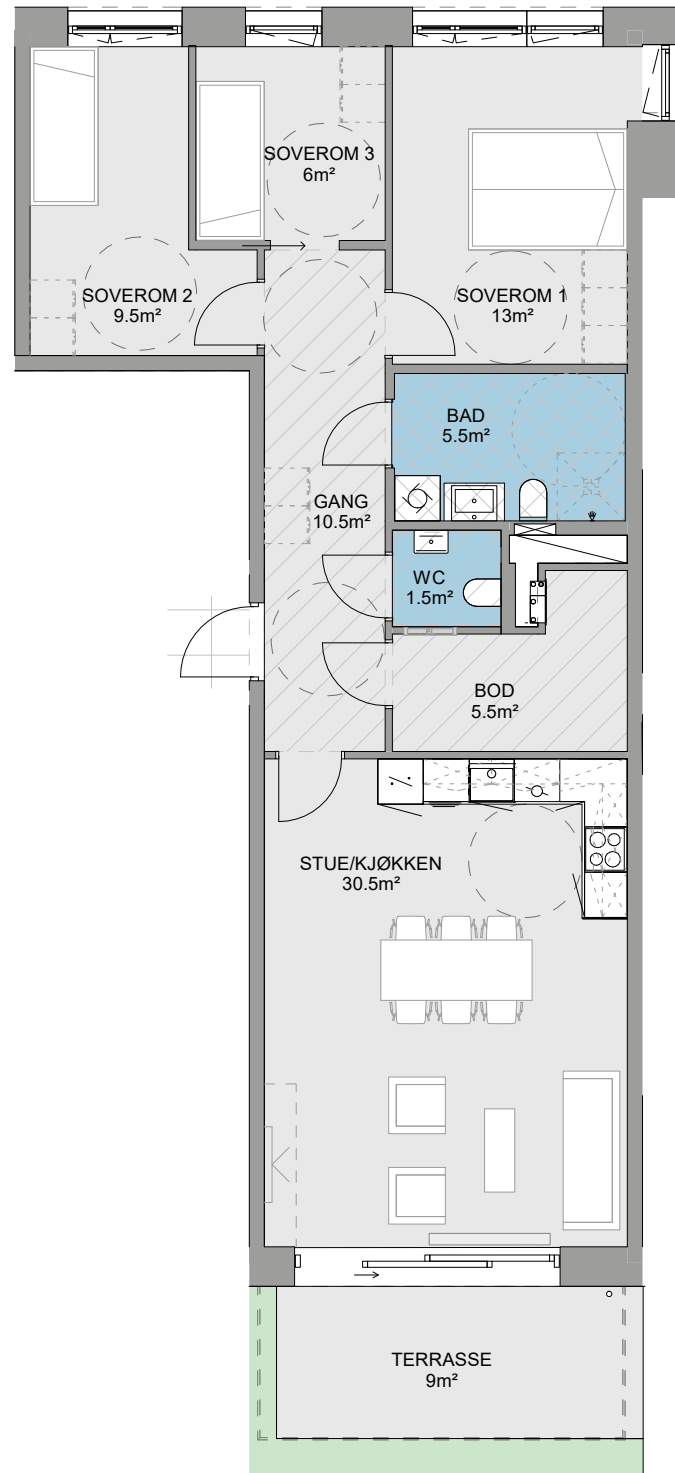 SOVEROM 3
6m²
SOVEROM 2
9.5m²
SOVEROM 1
13m²
BAD
5.5m²
GANG
10.5m²
WC
1.5m²
BOD
5.5m²
STUE/KJØKKEN
30.5m²
TERRASSE
9m²